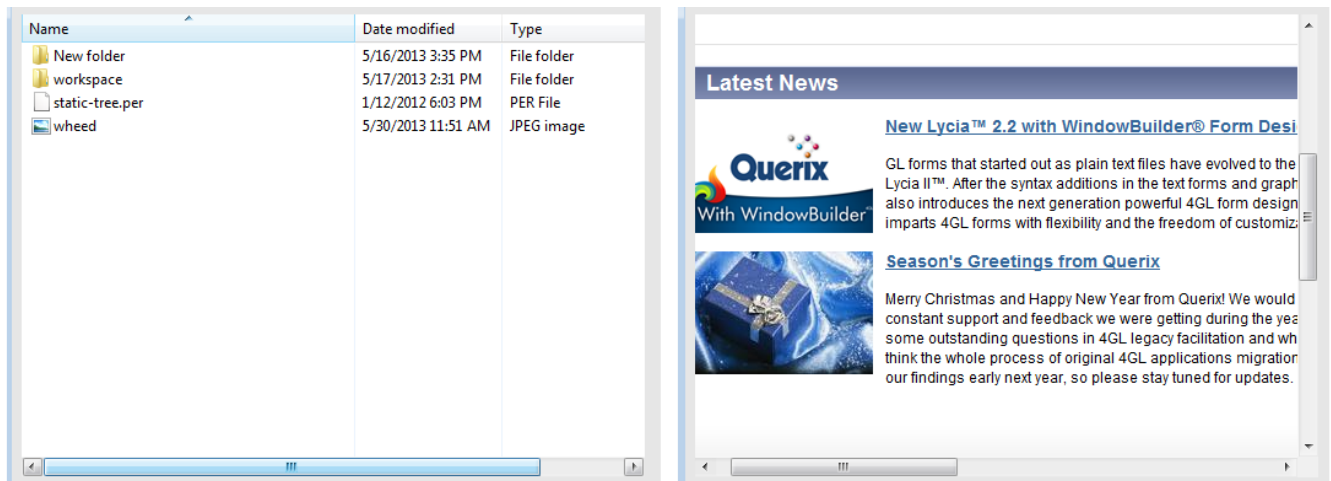 Name Date modified Type
New folder 5/16/2013 3:35 PM File folder
workspace 5/17/2013 2:31 PM File folder
static-tree.per 1/12/2012 6:03 PM PER File
wheed 5/30/2013 11:51 AM JPEG image
Latest News
New Lycia™ 2.2 with WindowBuilder® Form Desi
Querix
With WindowBuilder™
GL forms that started out as plain text files have evolved to the
Lycia II™. After the syntax additions in the text forms and graph
also introduces the next generation powerful 4GL form design
imparts 4GL forms with flexibility and the freedom of customiz
Season's Greetings from Querix
Merry Christmas and Happy New Year from Querix! We would
constant support and feedback we were getting during the yea
some outstanding questions in 4GL legacy facilitation and wh
think the whole process of original 4GL applications migration
our findings early next year, so please stay tuned for updates.